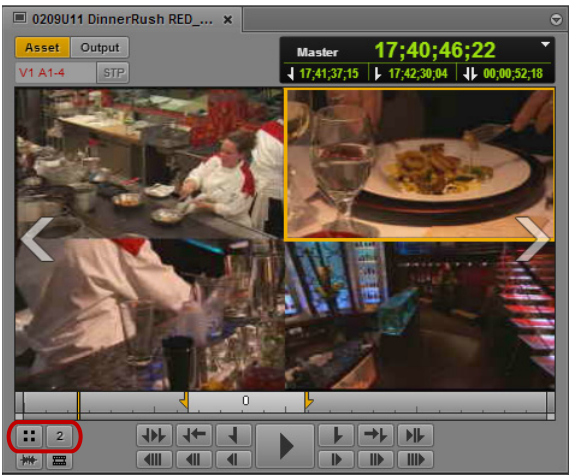 0209U11 DinnerRush RED_... x
Asset Output
Master 17;40;46;22
V1 A1-4 STP
17;41;37;15 17;42;30;04 00;00;52;18
0
2